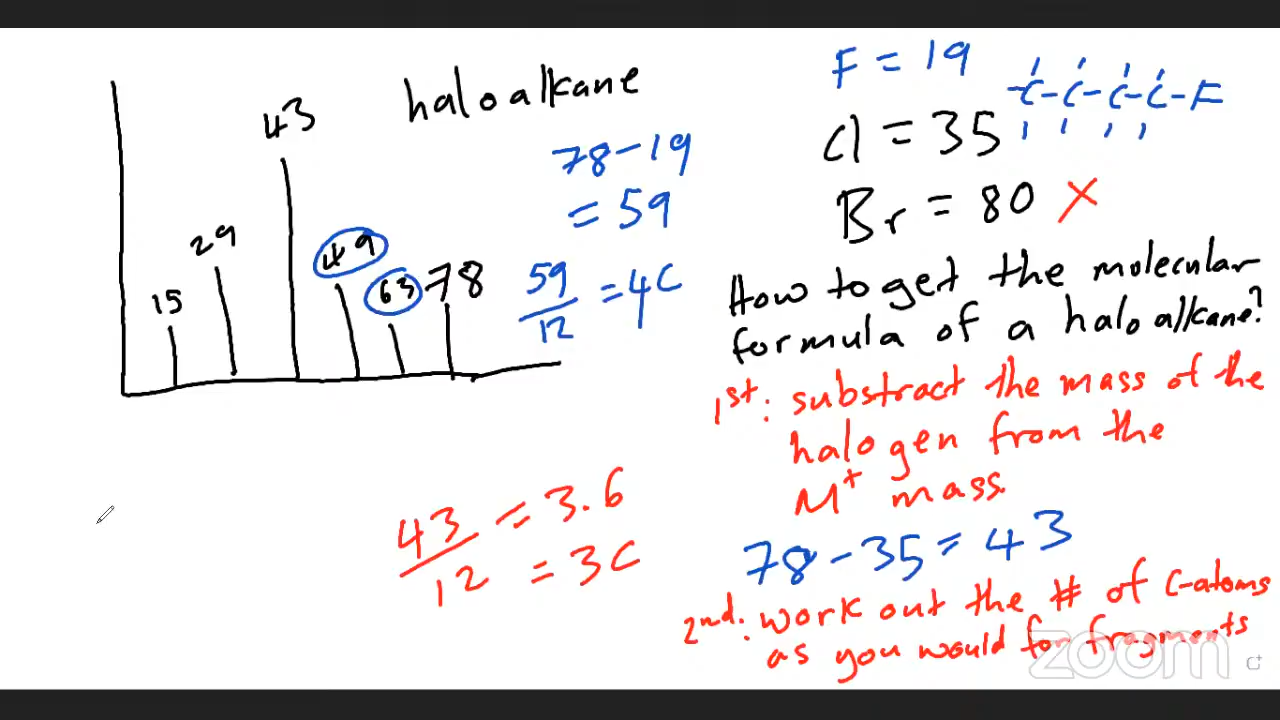 haloalkane
43
29
15
49
63
78
78 - 19
= 59
59/12 = 4C
F = 19
C - C - C - C - F
Cl = 35
Br = 80 X
How to get the molecular
formula of a haloalkane?
1st: substract the mass of the
halogen from the
M+ mass.
78 - 35 = 43
2nd: work out the # of C-atoms
as you would for fragments
43/12 = 3.6
= 3C
zoom